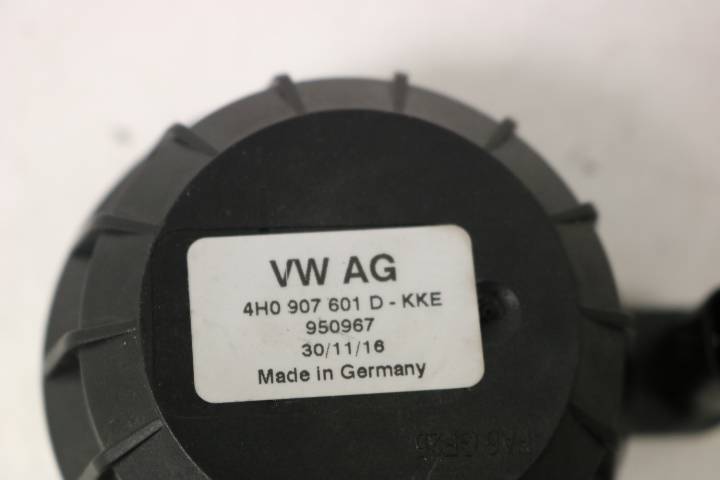 VW AG
4H0 907 601 D - KKE
950967
30/11/16
Made in Germany